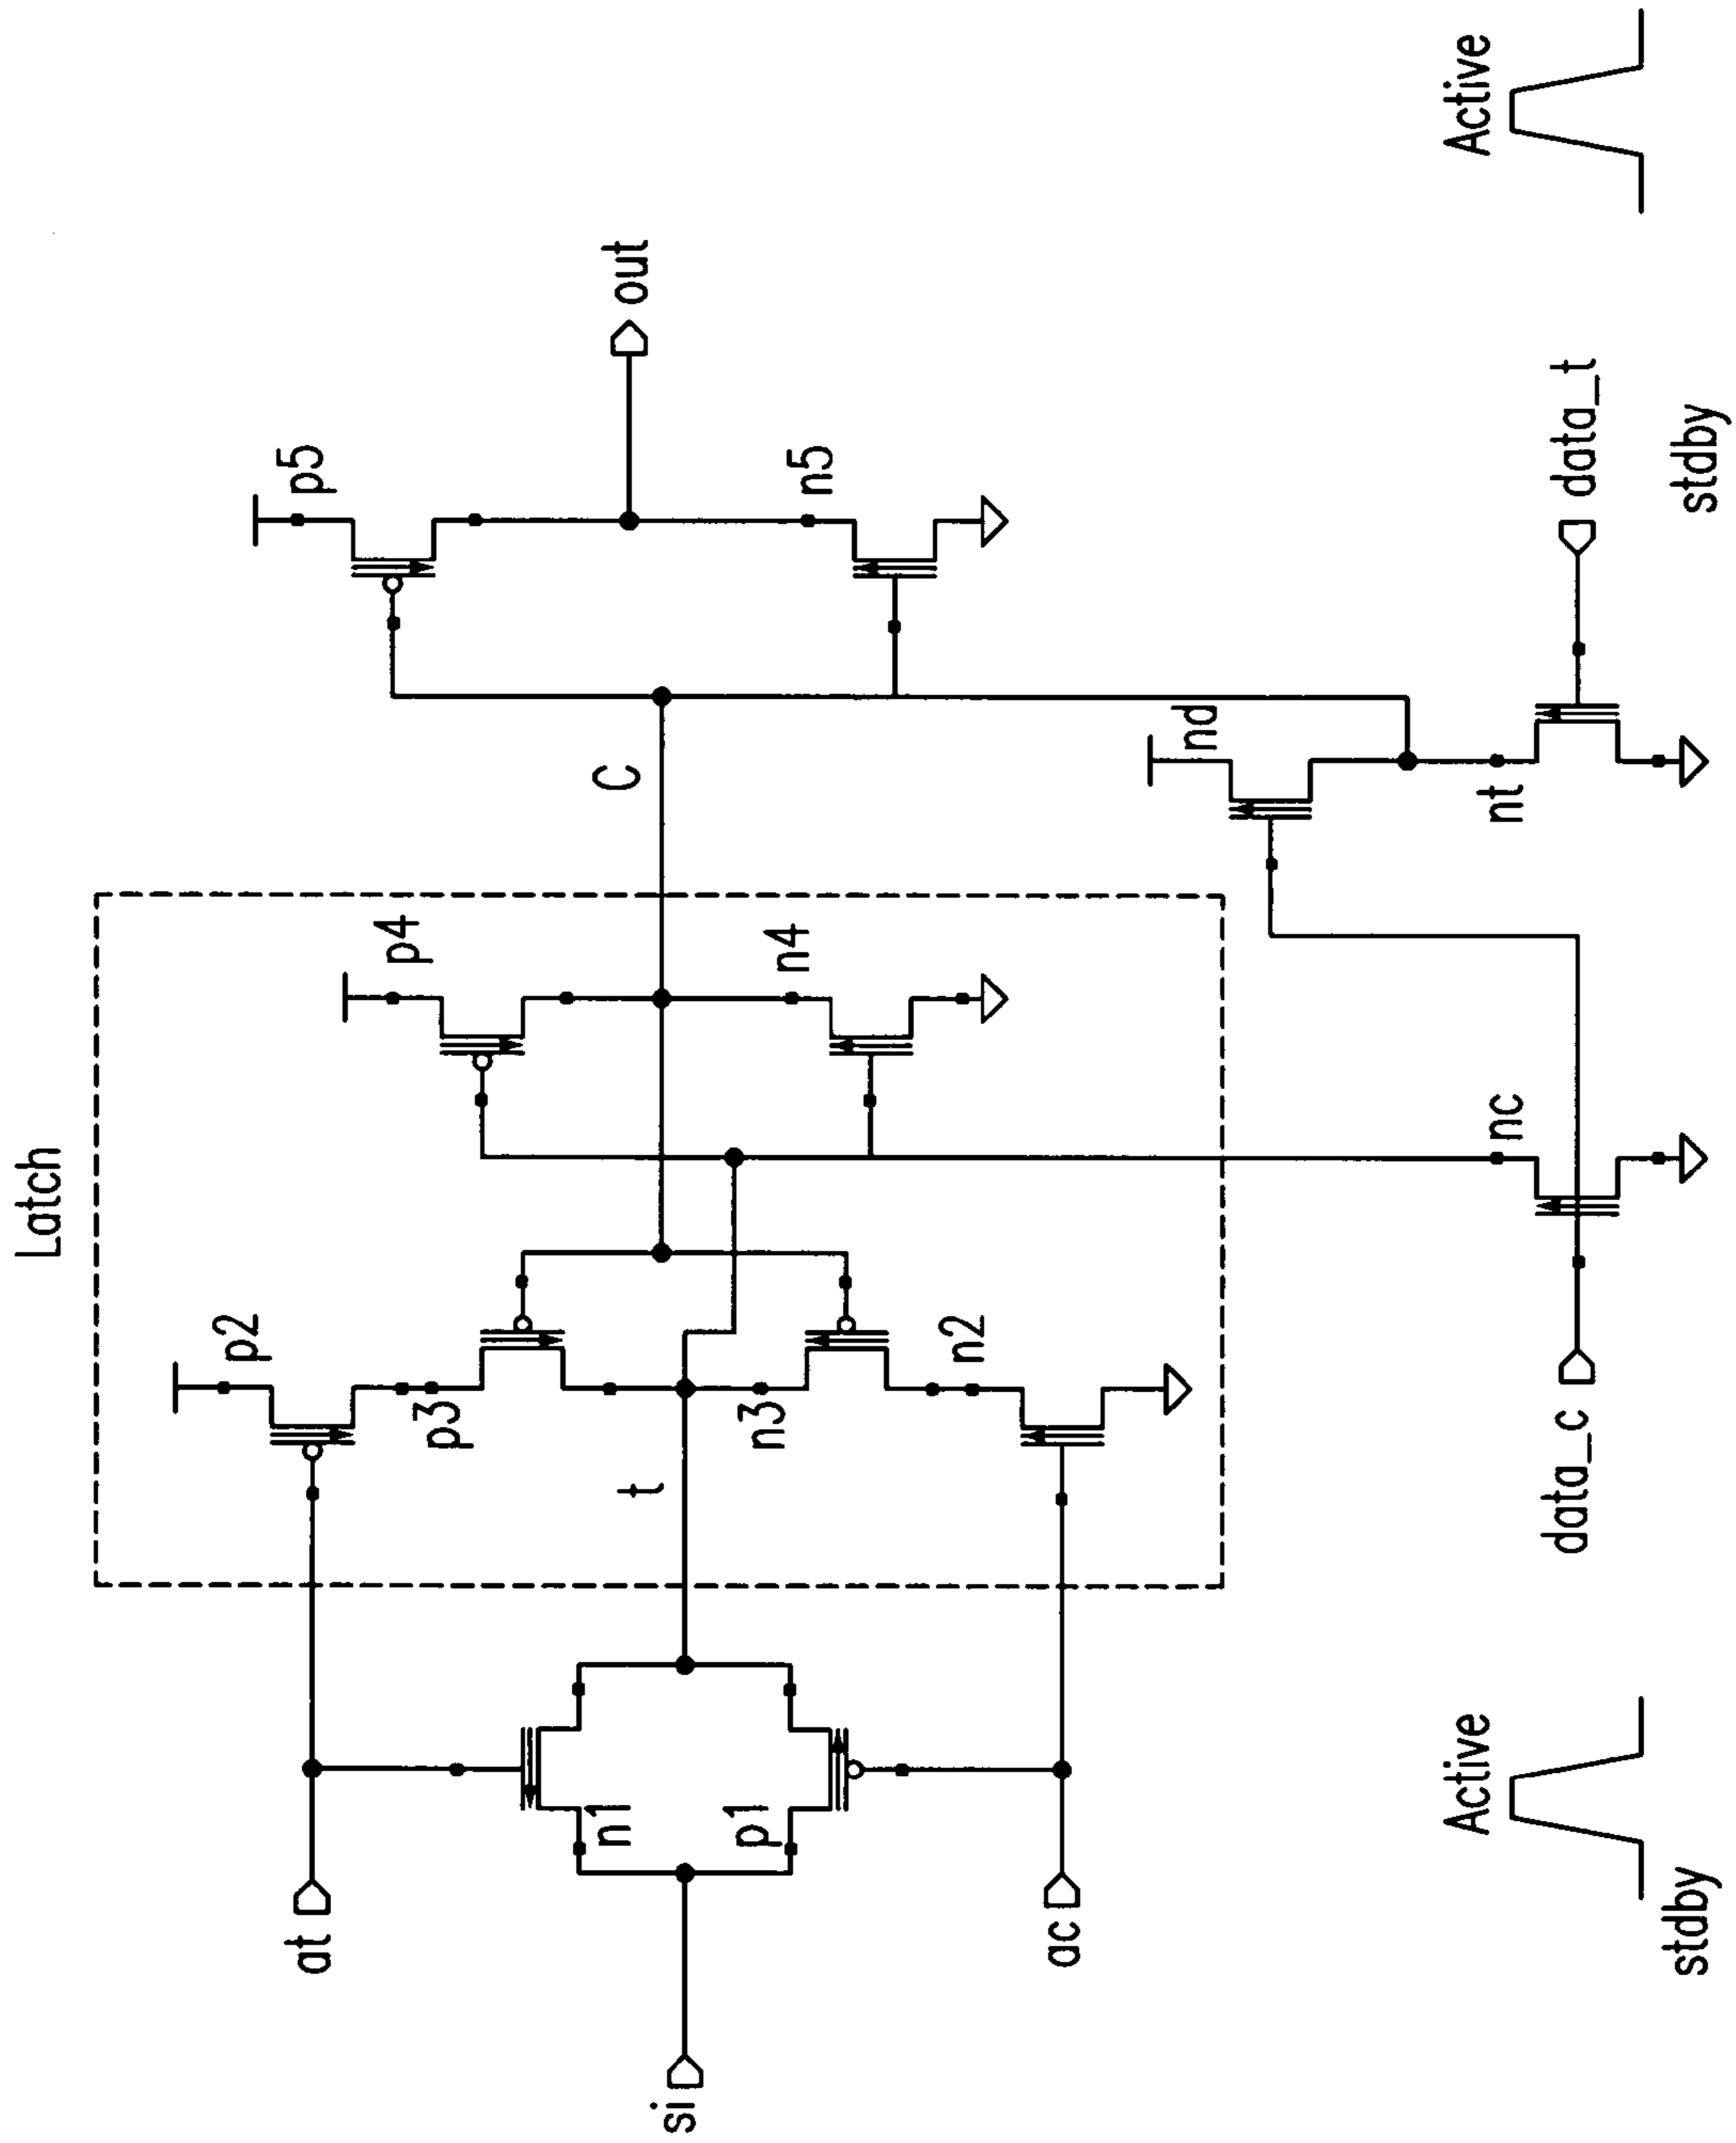 Latch
p2
p4
p5
at
p3
C
out
t
n3
n4
n5
n1
p1
n2
si
ac
nd
nc
nt
data_c
data_t
Active
stdby
Active
stdby